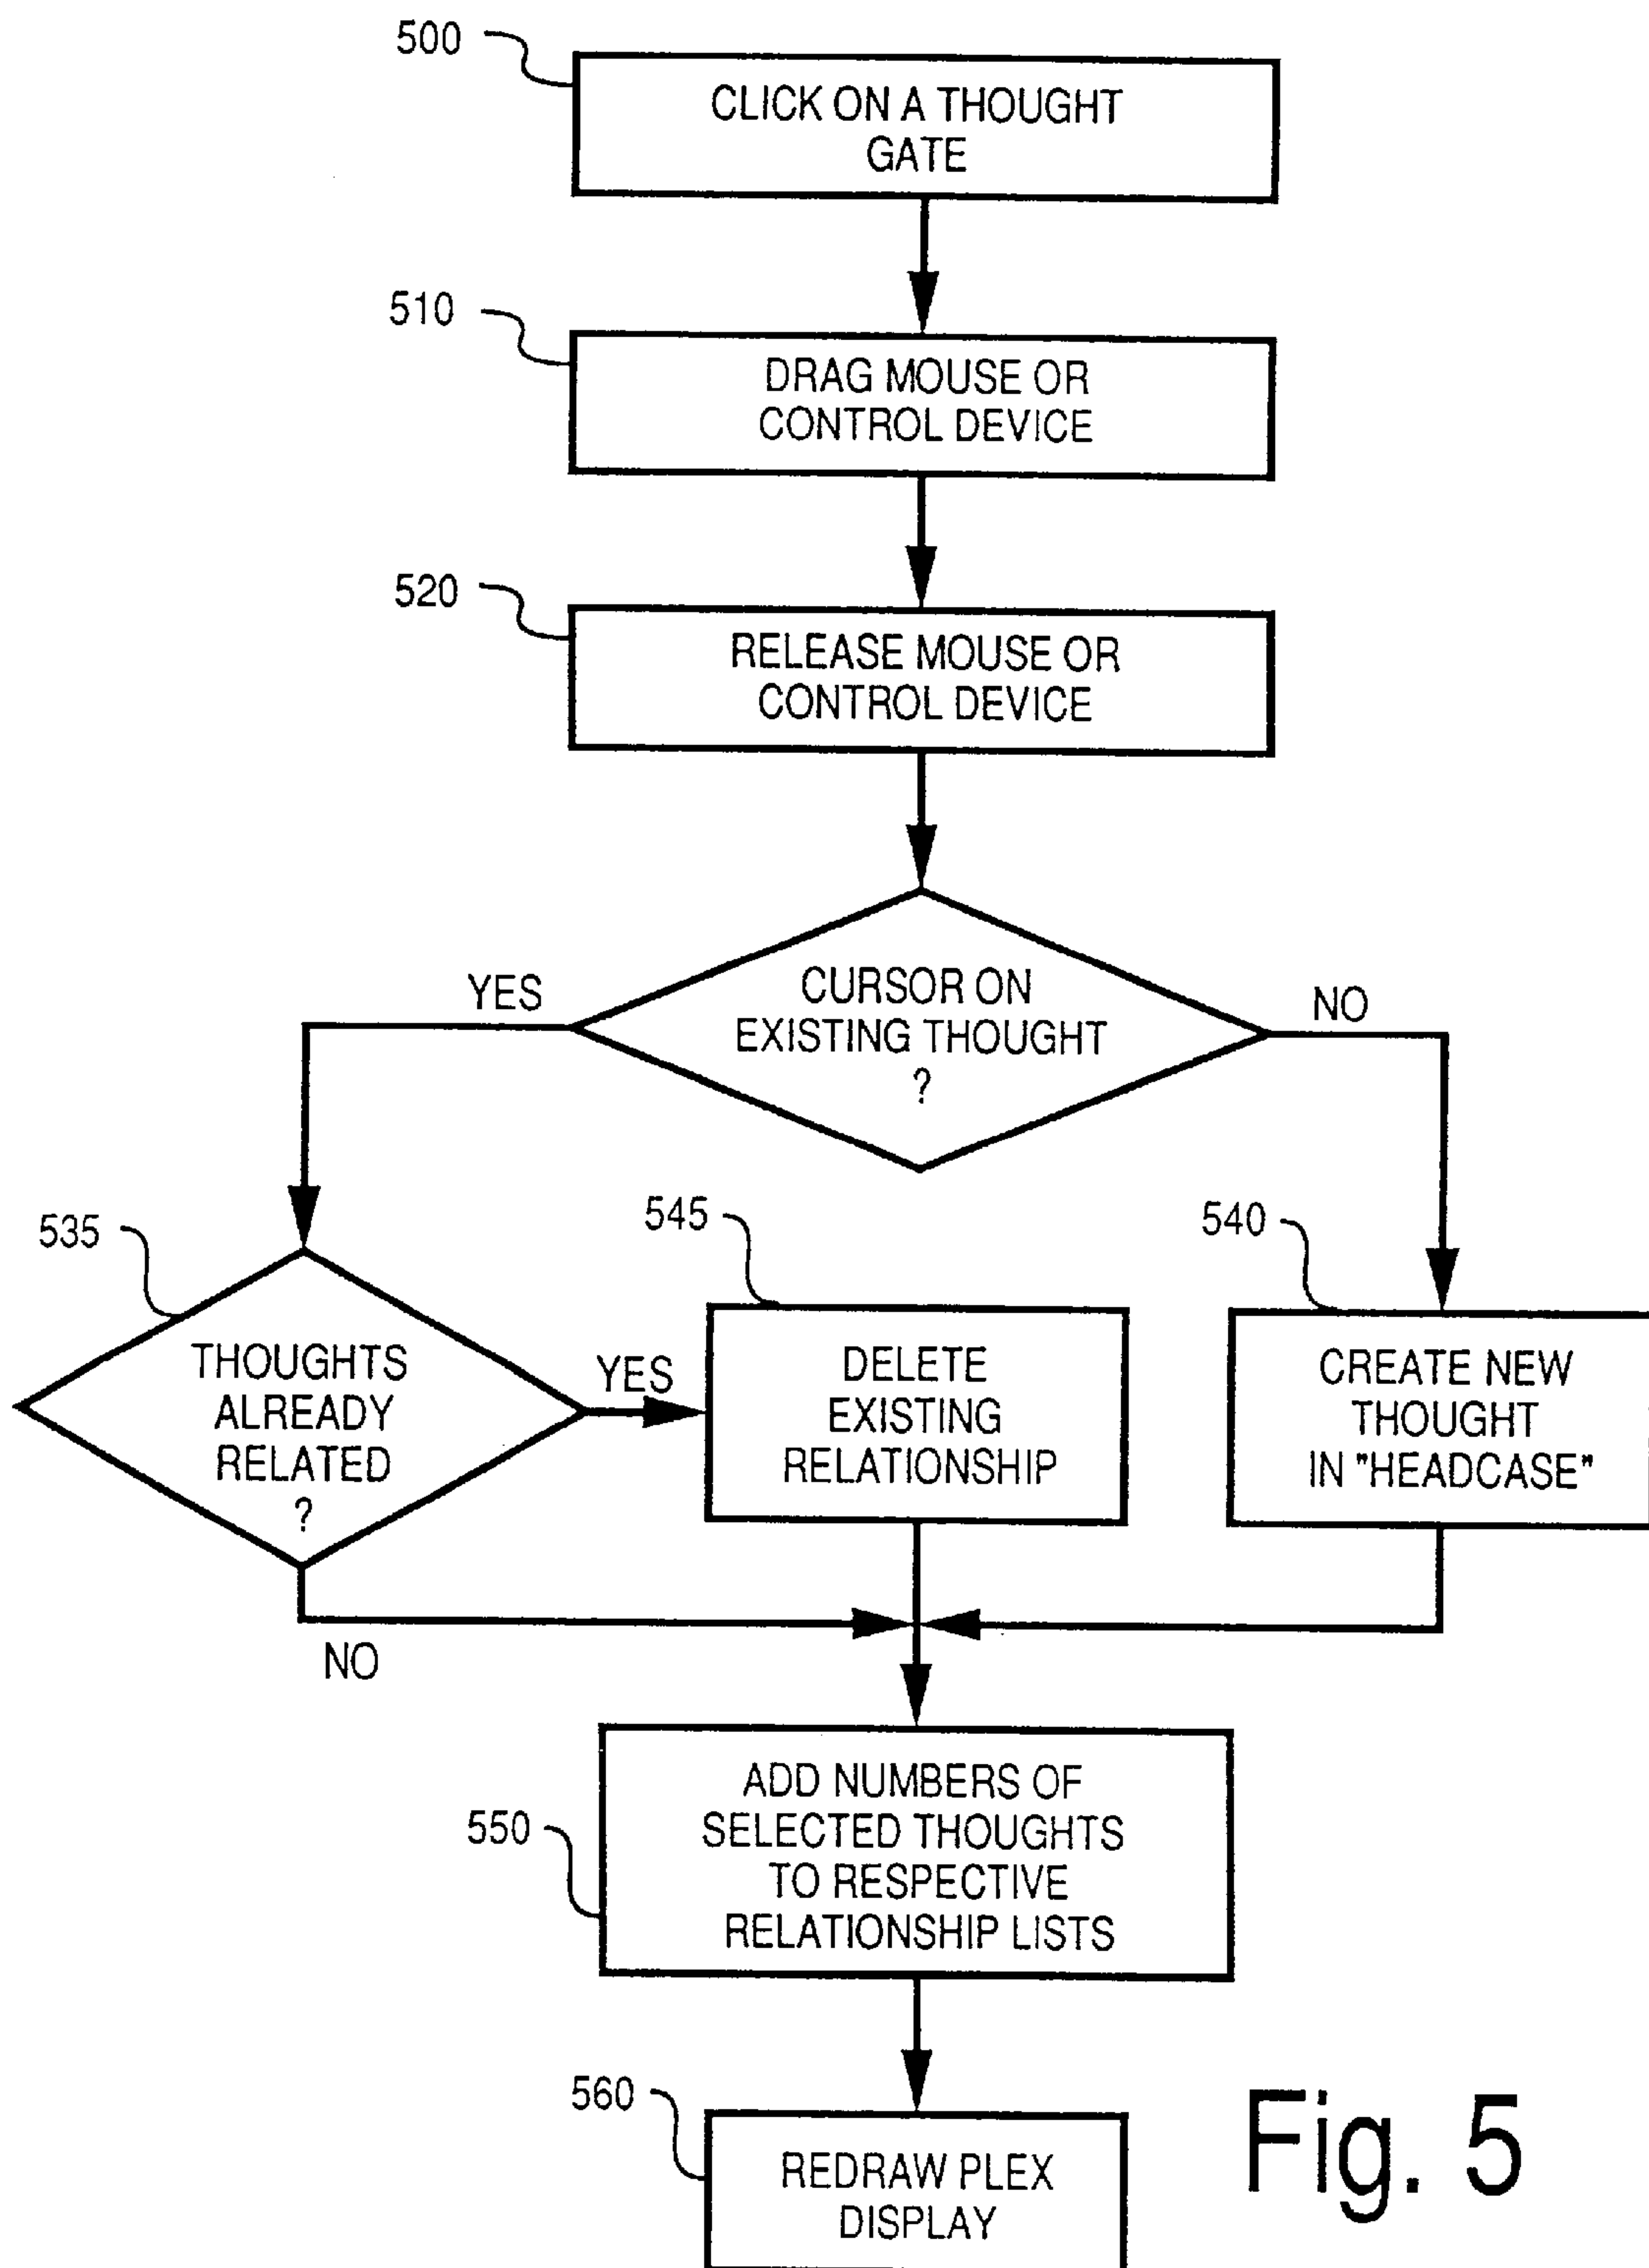 500
CLICK ON A THOUGHT
GATE
510
DRAG MOUSE OR
CONTROL DEVICE
520
RELEASE MOUSE OR
CONTROL DEVICE
CURSOR ON
EXISTING THOUGHT
?
YES
NO
535
THOUGHTS
ALREADY
RELATED
?
YES
NO
545
DELETE
EXISTING
RELATIONSHIP
540
CREATE NEW
THOUGHT
IN "HEADCASE"
550
ADD NUMBERS OF
SELECTED THOUGHTS
TO RESPECTIVE
RELATIONSHIP LISTS
560
REDRAW PLEX
DISPLAY
Fig. 5